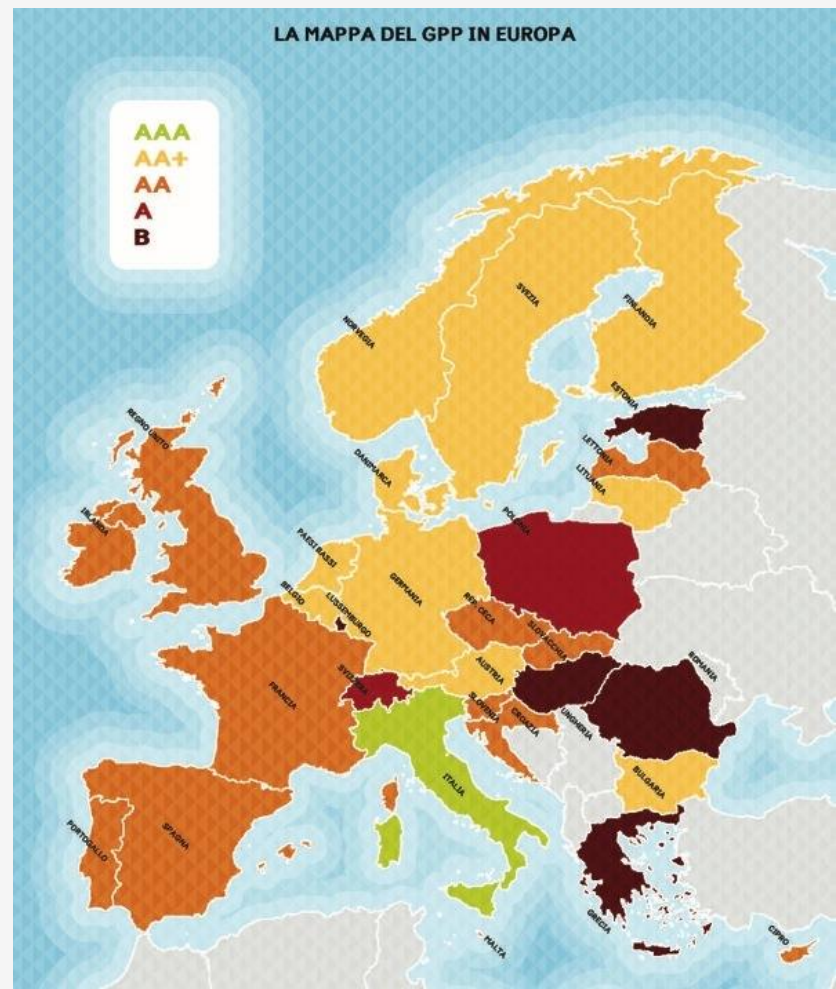 LA MAPPA DEL GPP IN EUROPA
AAA
AA+
AA
A
B
NORVEGIA
SVEZIA
FINLANDIA
ESTONIA
LETTONIA
LITUANIA
REGNO UNITO
IRLANDA
DANIMARCA
PAESI BASSI
BELGIO
LUSSEMBURGO
GERMANIA
POLONIA
REP. CECA
SLOVACCHIA
AUSTRIA
SVIZZERA
FRANCIA
SLOVENIA
CROAZIA
UNGHERIA
ROMANIA
BULGARIA
ITALIA
PORTOGALLO
SPAGNA
GRECIA
MALTA
CIPRO